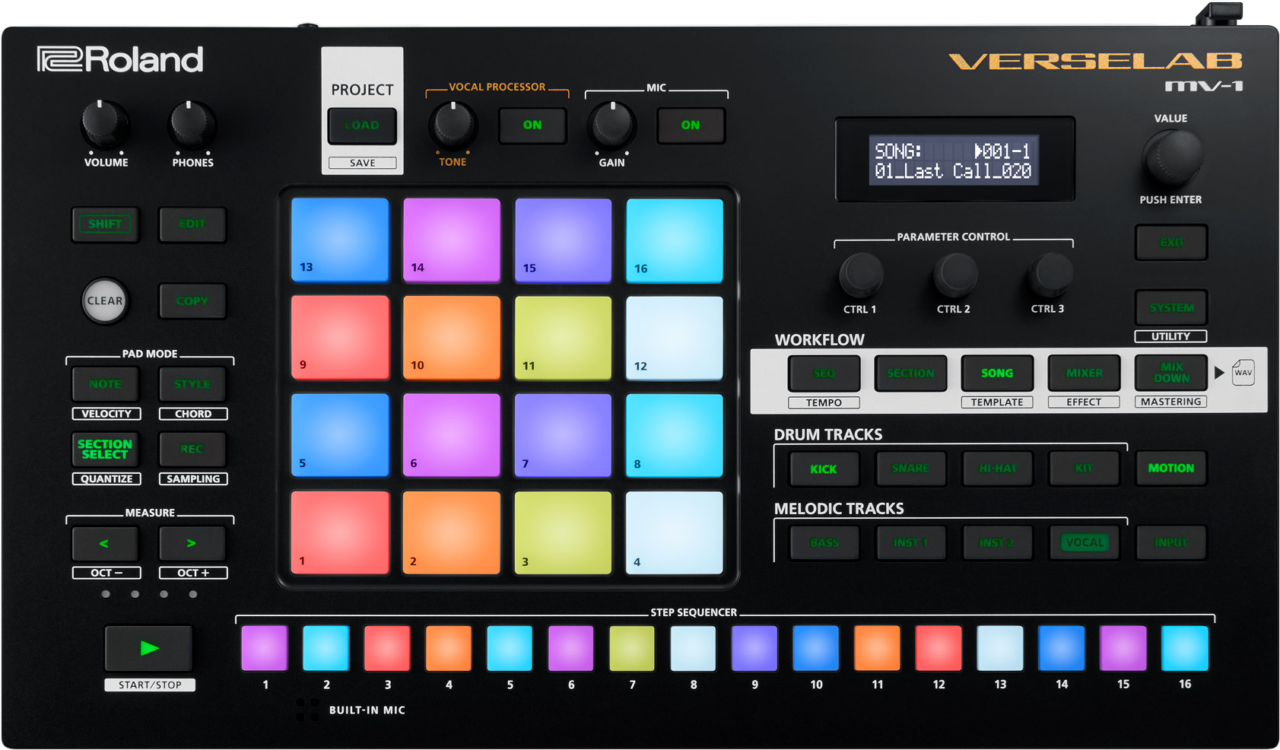 Roland
VERSELAB
MV-1
PROJECT
LOAD
SAVE
VOCAL PROCESSOR
TONE
ON
MIC
GAIN
ON
VOLUME
PHONES
SONG: ▶001-1
01_Last Call_020
VALUE
PUSH ENTER
SHIFT
EDIT
CLEAR
COPY
PAD MODE
NOTE
STYLE
VELOCITY
CHORD
SECTION
SELECT
REC
QUANTIZE
SAMPLING
MEASURE
<
>
OCT −
OCT +
START/STOP
13
14
15
16
9
10
11
12
5
6
7
8
1
2
3
4
PARAMETER CONTROL
CTRL 1
CTRL 2
CTRL 3
EXIT
SYSTEM
UTILITY
WORKFLOW
SEQ
SECTION
SONG
MIXER
MIX
DOWN
WAV
TEMPO
TEMPLATE
EFFECT
MASTERING
DRUM TRACKS
KICK
SNARE
HI-HAT
KIT
MOTION
MELODIC TRACKS
BASS
INST 1
INST 2
VOCAL
INPUT
STEP SEQUENCER
1 2 3 4 5 6 7 8 9 10 11 12 13 14 15 16
BUILT-IN MIC